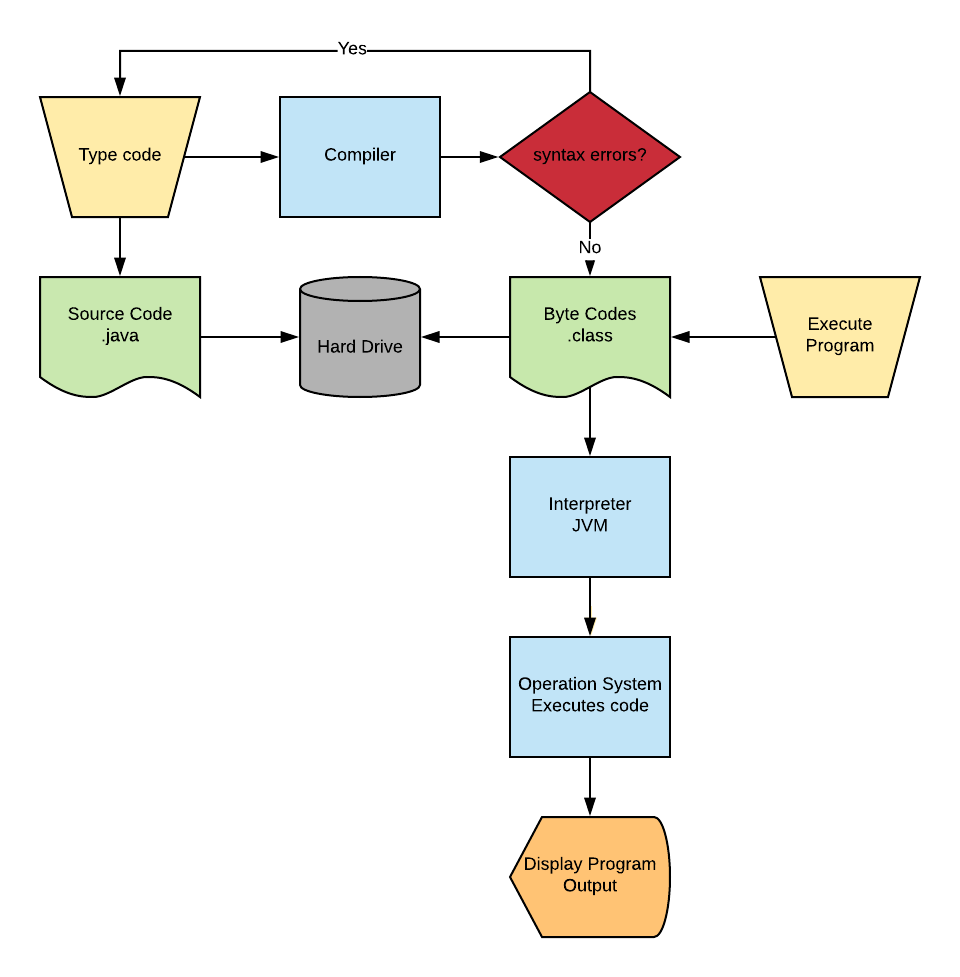 Yes
Type code
Compiler
syntax errors?
No
Source Code
.java
Hard Drive
Byte Codes
.class
Execute
Program
Interpreter
JVM
Operation System
Executes code
Display Program
Output